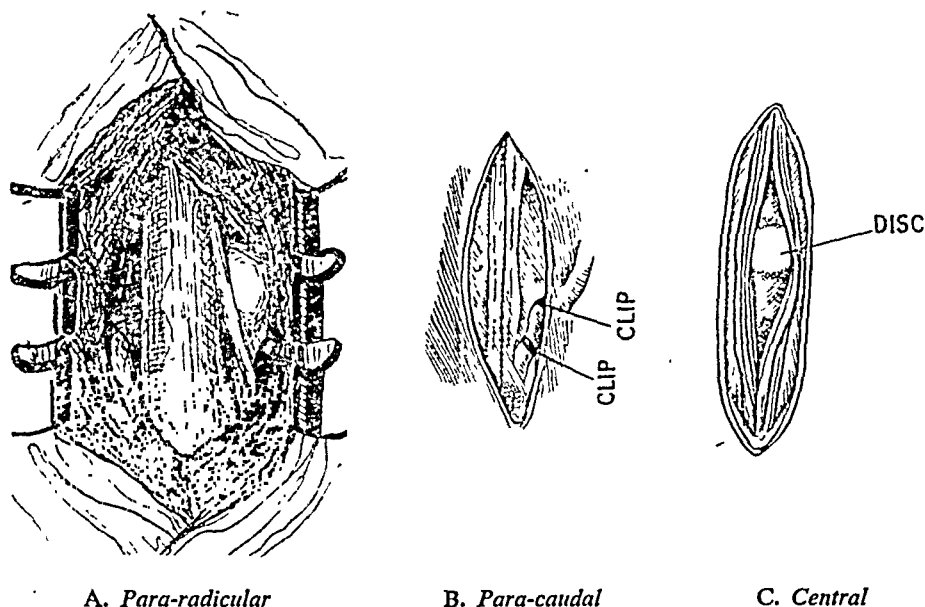 DISC
CLIP
CLIP
A. Para-radicular
B. Para-caudal
C. Central